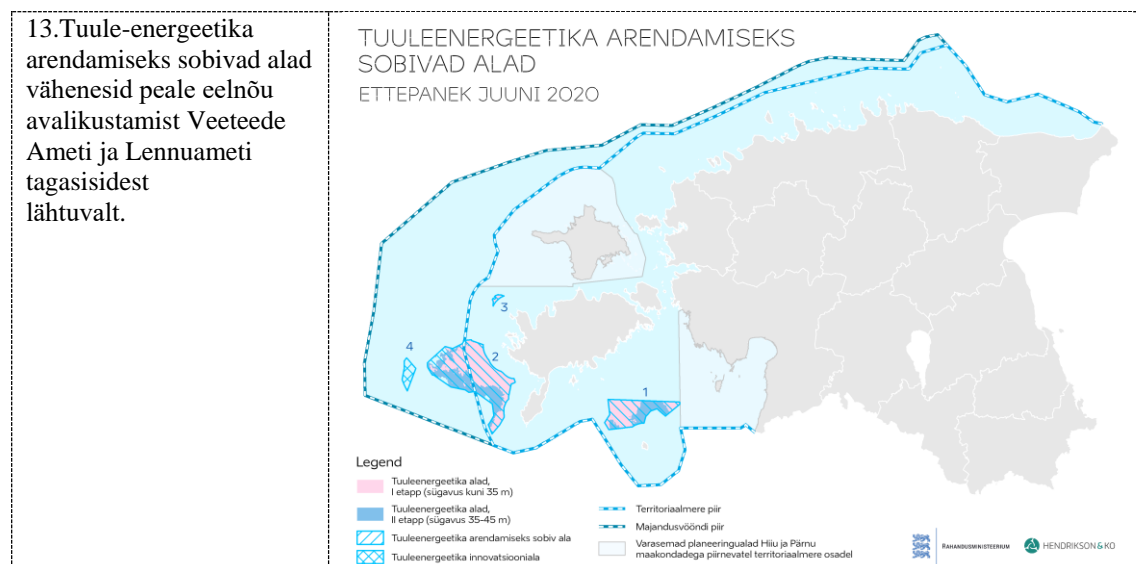 13.Tuule-energeetika
arendamiseks sobivad alad
vähenesid peale eelnõu
avalikustamist Veeteede
Ameti ja Lennuameti
tagasisidest
lähtuvalt.
TUULEENERGEETIKA ARENDAMISEKS
SOBIVAD ALAD
ETTEPANEK JUUNI 2020
3
4
2
1
Legend
Tuuleenergeetika alad,
I etapp (sügavus kuni 35 m)
Tuuleenergeetika alad,
II etapp (sügavus 35-45 m)
Tuuleenergeetika arendamiseks sobiv ala
Tuuleenergeetika innovatsiooniala
Territoriaalmere piir
Majandusvööndi piir
Varasemad planeeringualad Hiiu ja Pärnu
maakondadega piirnevatel territoriaalmere osadel
RAHANDUSMINISTEERIUM
HENDRIKSON & KO